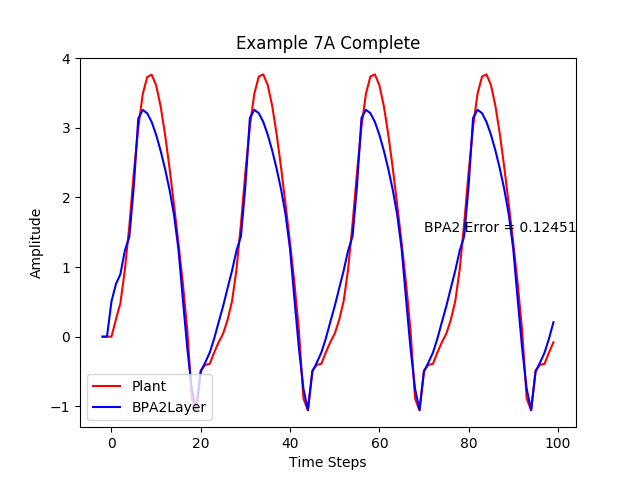 Example 7A Complete
4
3
2
1
0
−1
Amplitude
BPA2 Error = 0.12451
Plant
BPA2Layer
0 20 40 60 80 100
Time Steps